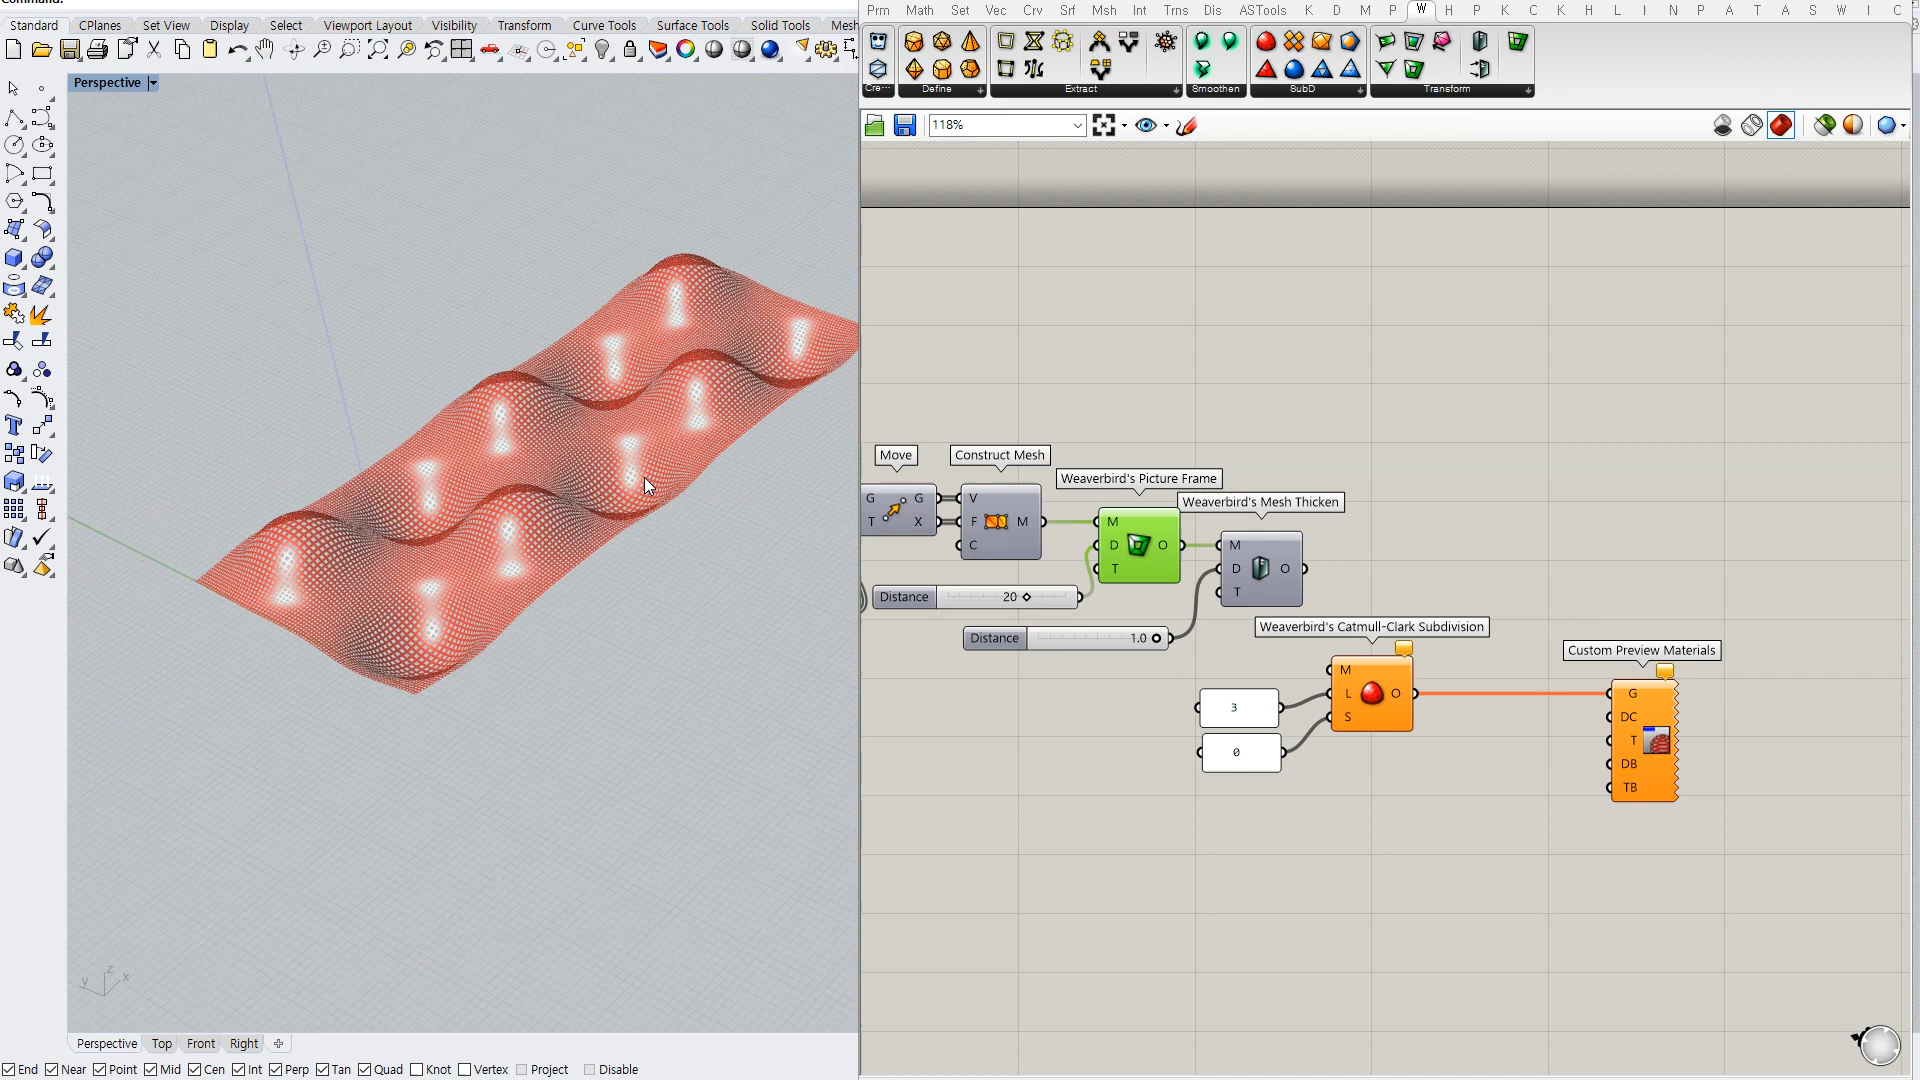 Command:
Standard CPlanes Set View Display Select Viewport Layout Visibility Transform Curve Tools Surface Tools Solid Tools Mesh
Perspective
Prm Math Set Vec Crv Srf Msh Int Trns Dis ASTools K D M P W H P K C K H L I N P A T A S W I C
Cre··· Define Extract Smoothen SubD Transform
118%
Move
Construct Mesh
Weaverbird's Picture Frame
Weaverbird's Mesh Thicken
G G
T X
V
F M
C
M
D O
T
M
D O
T
Distance 20
Distance 1.0
Weaverbird's Catmull-Clark Subdivision
Custom Preview Materials
M
L O
S
3
0
G
DC
T
DB
TB
z
y x
Perspective Top Front Right
End Near Point Mid Cen Int Perp Tan Quad Knot Vertex Project Disable